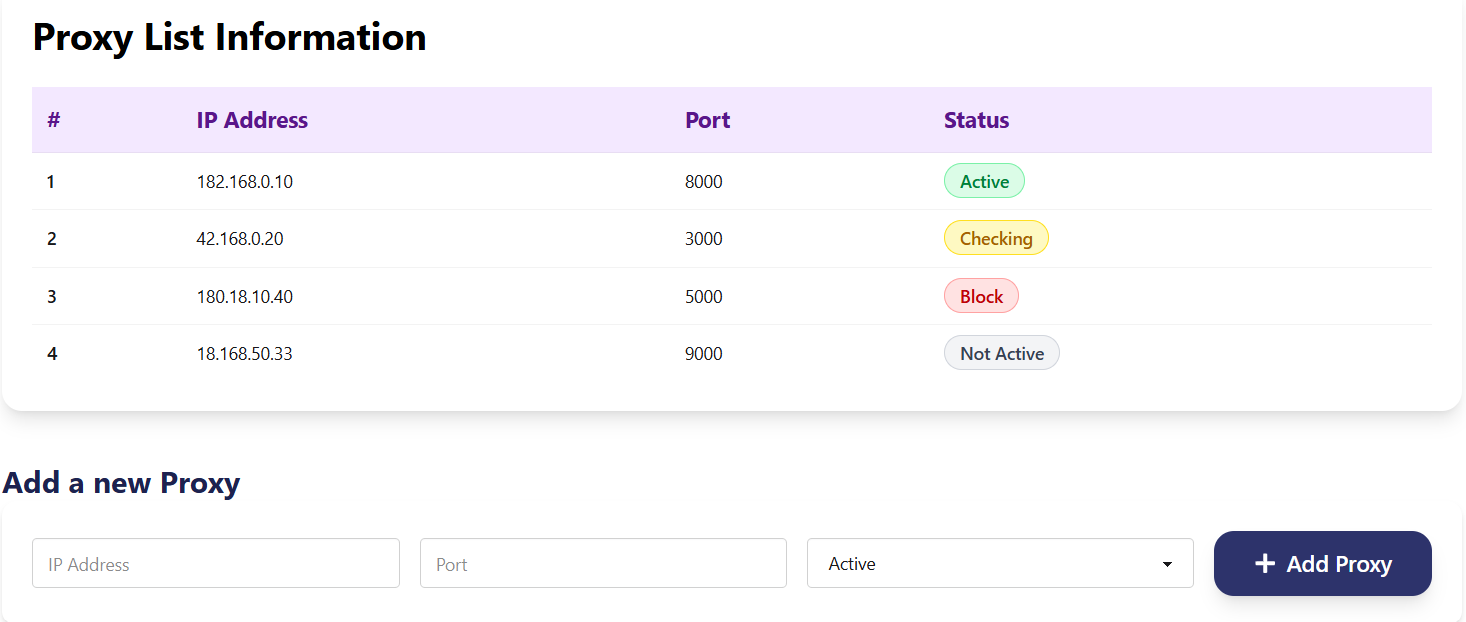 Proxy List Information
# IP Address Port Status
1 182.168.0.10 8000 Active
2 42.168.0.20 3000 Checking
3 180.18.10.40 5000 Block
4 18.168.50.33 9000 Not Active
Add a new Proxy
IP Address Port Active + Add Proxy